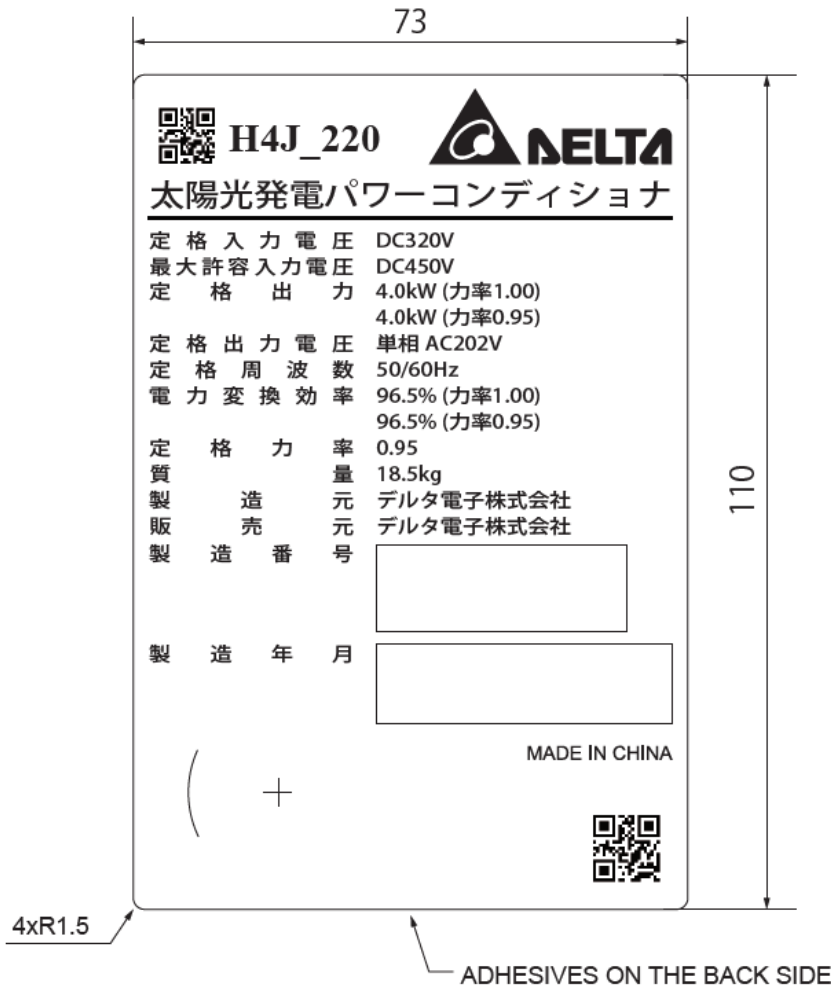 73
H4J_220
DELTA
太陽光発電パワーコンディショナ
定格入力電圧 DC320V
最大許容入力電圧 DC450V
定格出力 4.0kW (力率1.00)
4.0kW (力率0.95)
定格出力電圧 単相 AC202V
定格周波数 50/60Hz
電力変換効率 96.5% (力率1.00)
96.5% (力率0.95)
定格力率 0.95
質量 18.5kg
製造元 デルタ電子株式会社
販売元 デルタ電子株式会社
製造番号
製造年月
110
MADE IN CHINA
4xR1.5
ADHESIVES ON THE BACK SIDE